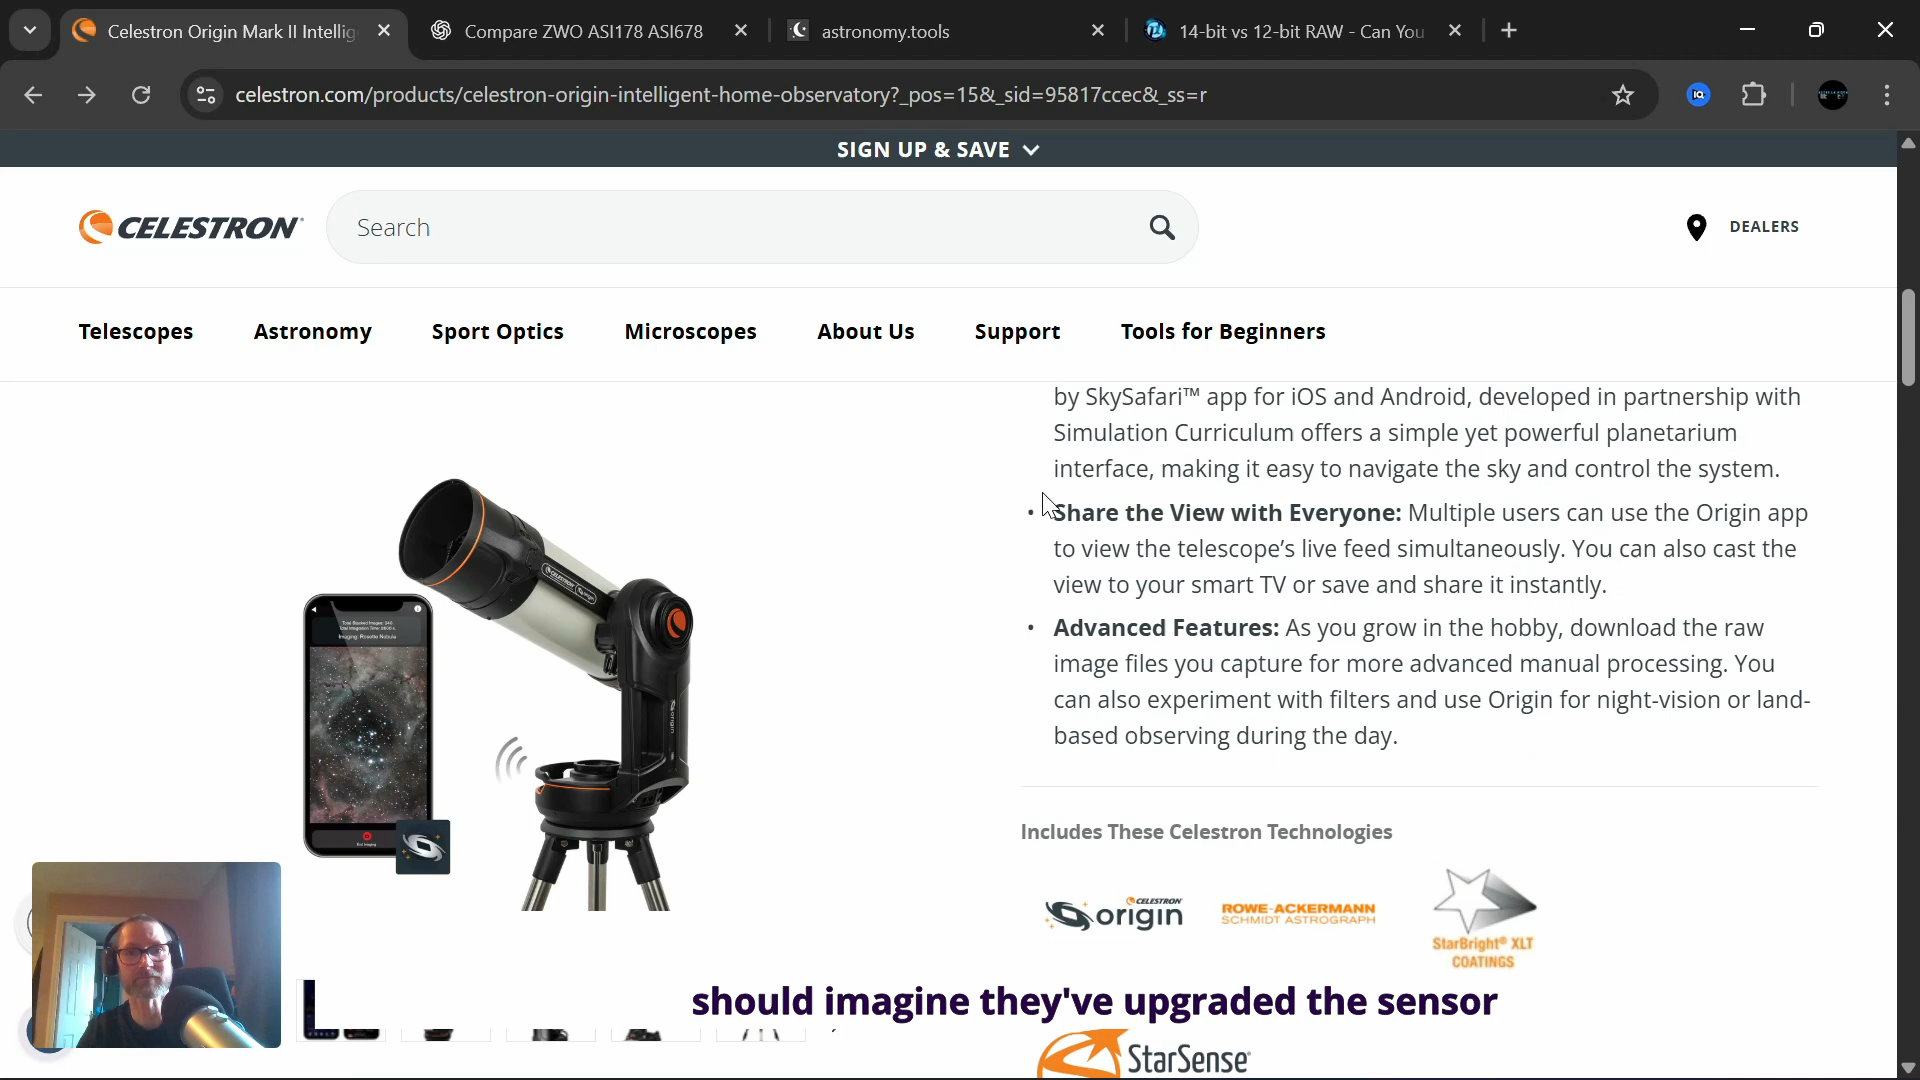 Celestron Origin Mark II Intellig
Compare ZWO ASI178 ASI678
astronomy.tools
14-bit vs 12-bit RAW - Can You
celestron.com/products/celestron-origin-intelligent-home-observatory?_pos=15&_sid=95817ccec&_ss=r
SIGN UP & SAVE
CELESTRON
Search
DEALERS
Telescopes
Astronomy
Sport Optics
Microscopes
About Us
Support
Tools for Beginners
by SkySafari™ app for iOS and Android, developed in partnership with
Simulation Curriculum offers a simple yet powerful planetarium
interface, making it easy to navigate the sky and control the system.
• Share the View with Everyone: Multiple users can use the Origin app
to view the telescope’s live feed simultaneously. You can also cast the
view to your smart TV or save and share it instantly.
• Advanced Features: As you grow in the hobby, download the raw
image files you capture for more advanced manual processing. You
can also experiment with filters and use Origin for night-vision or land-
based observing during the day.
Imaging: Rosette Nebula
Includes These Celestron Technologies
CELESTRON
origin
ROWE-ACKERMANN
SCHMIDT ASTROGRAPH
StarBright® XLT
COATINGS
should imagine they've upgraded the sensor
StarSense®